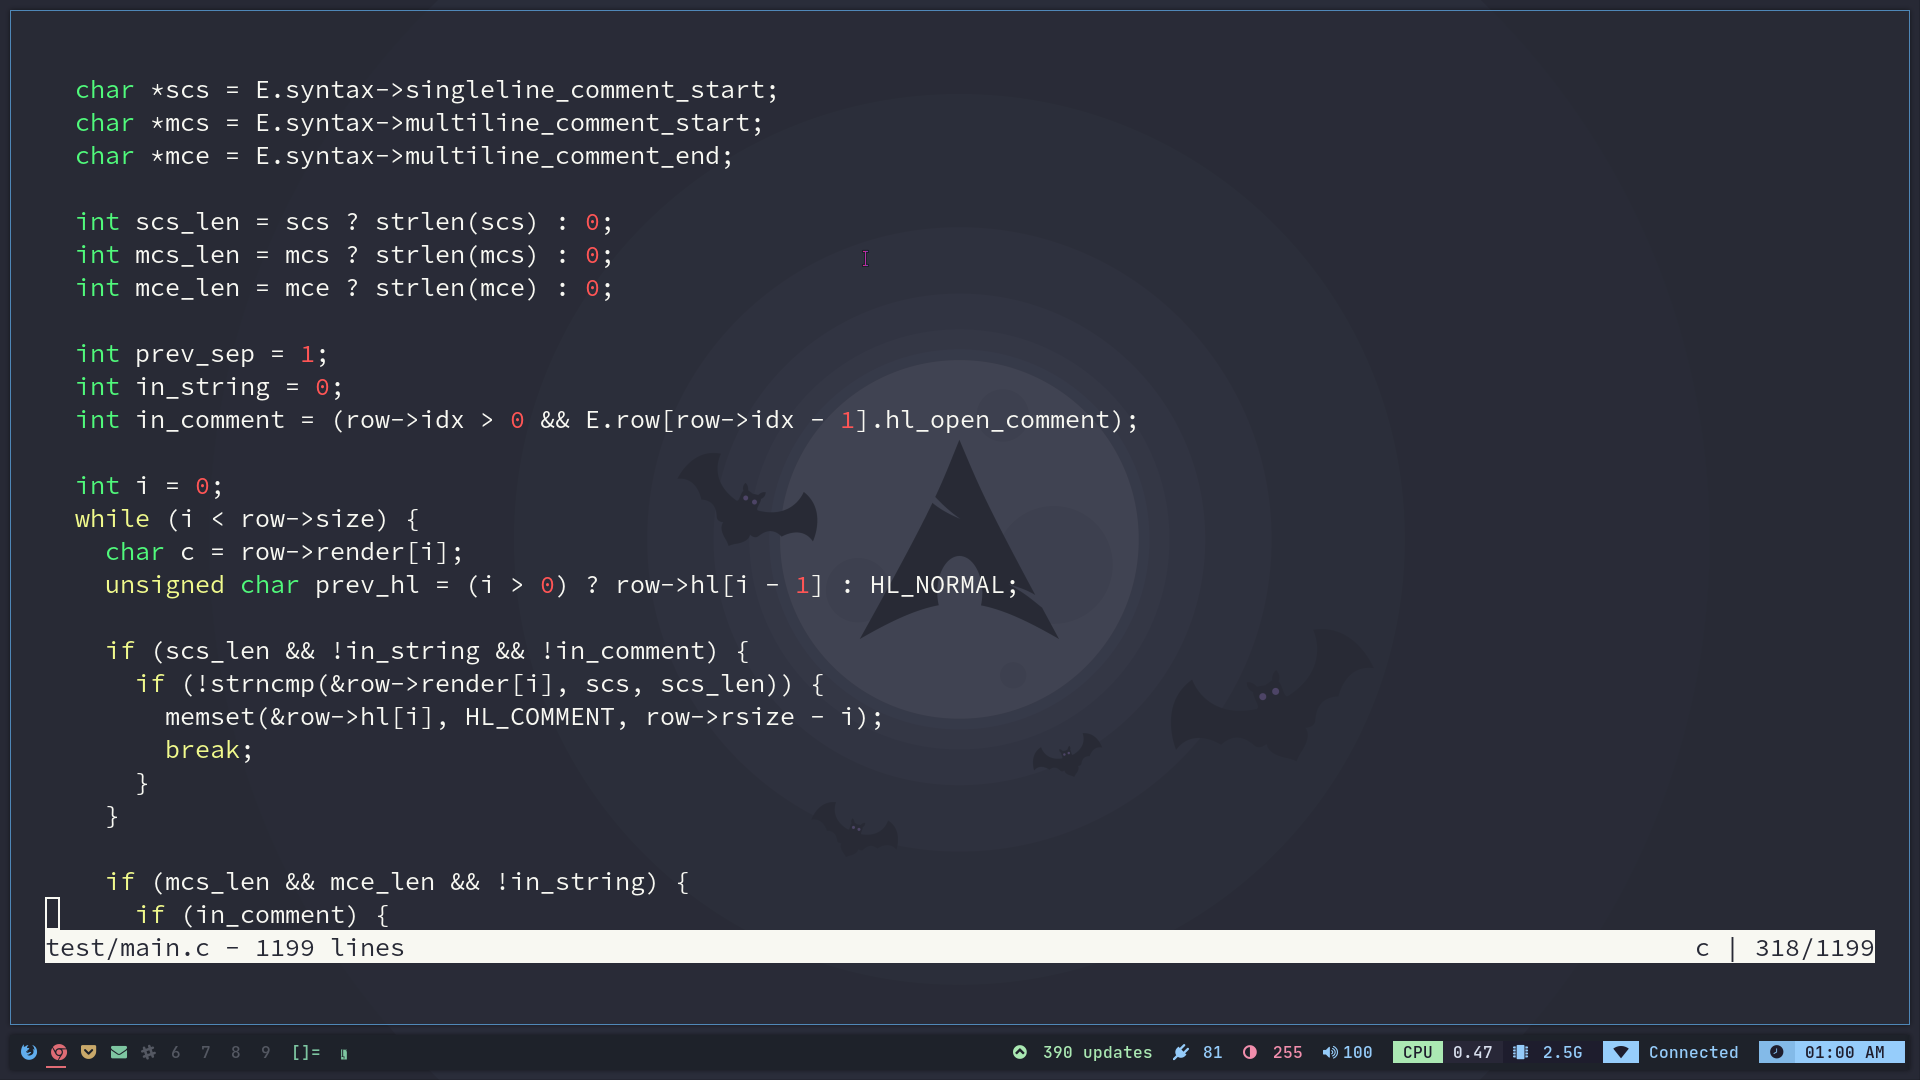 char *scs = E.syntax->singleline_comment_start;
char *mcs = E.syntax->multiline_comment_start;
char *mce = E.syntax->multiline_comment_end;
int scs_len = scs ? strlen(scs) : 0;
int mcs_len = mcs ? strlen(mcs) : 0;
int mce_len = mce ? strlen(mce) : 0;
int prev_sep = 1;
int in_string = 0;
int in_comment = (row->idx > 0 && E.row[row->idx - 1].hl_open_comment);
int i = 0;
while (i < row->size) {
char c = row->render[i];
unsigned char prev_hl = (i > 0) ? row->hl[i - 1] : HL_NORMAL;
if (scs_len && !in_string && !in_comment) {
if (!strncmp(&row->render[i], scs, scs_len)) {
memset(&row->hl[i], HL_COMMENT, row->rsize - i);
break;
}
}
if (mcs_len && mce_len && !in_string) {
if (in_comment) {
test/main.c - 1199 lines c | 318/1199
6 7 8 9 []= 390 updates 81 255 100 CPU 0.47 2.5G Connected 01:00 AM